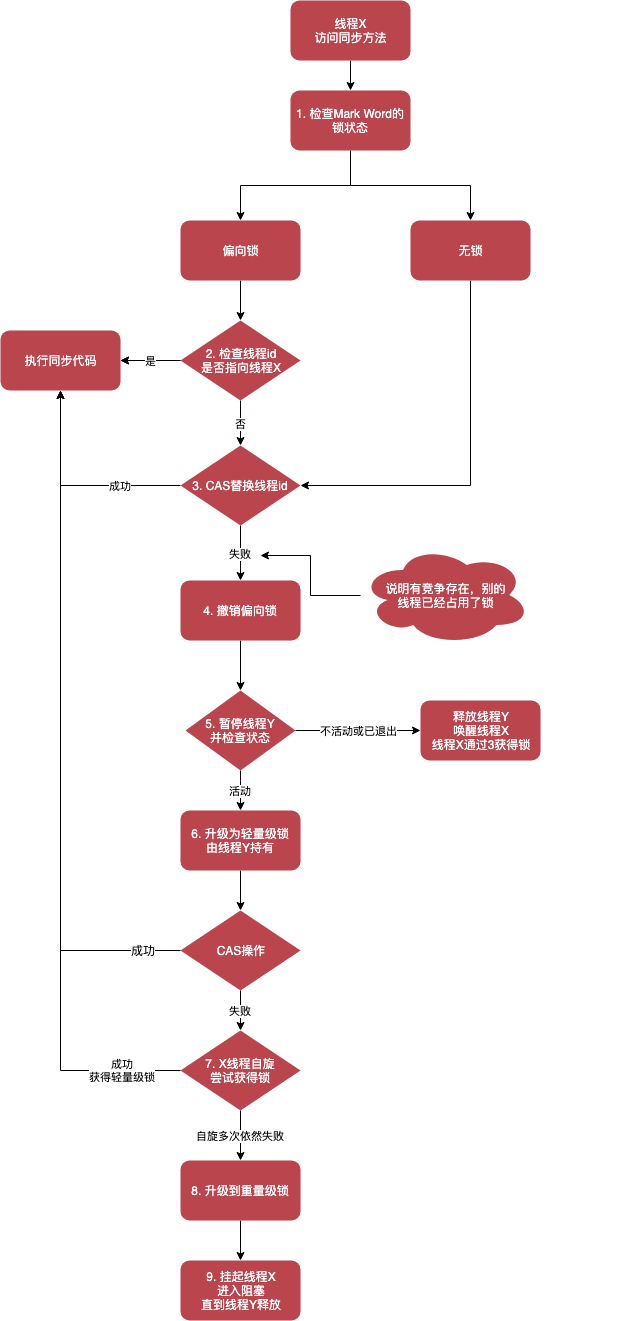 线程X
访问同步方法
1. 检查Mark Word的
锁状态
偏向锁
无锁
执行同步代码
是
2. 检查线程id
是否指向线程X
否
成功
3. CAS替换线程id
失败
说明有竞争存在，别的
线程已经占用了锁
4. 撤销偏向锁
5. 暂停线程Y
并检查状态
不活动或已退出
释放线程Y
唤醒线程X
线程X通过3获得锁
活动
6. 升级为轻量级锁
由线程Y持有
成功
CAS操作
失败
成功
获得轻量级锁
7. X线程自旋
尝试获得锁
自旋多次依然失败
8. 升级到重量级锁
9. 挂起线程X
进入阻塞
直到线程Y释放